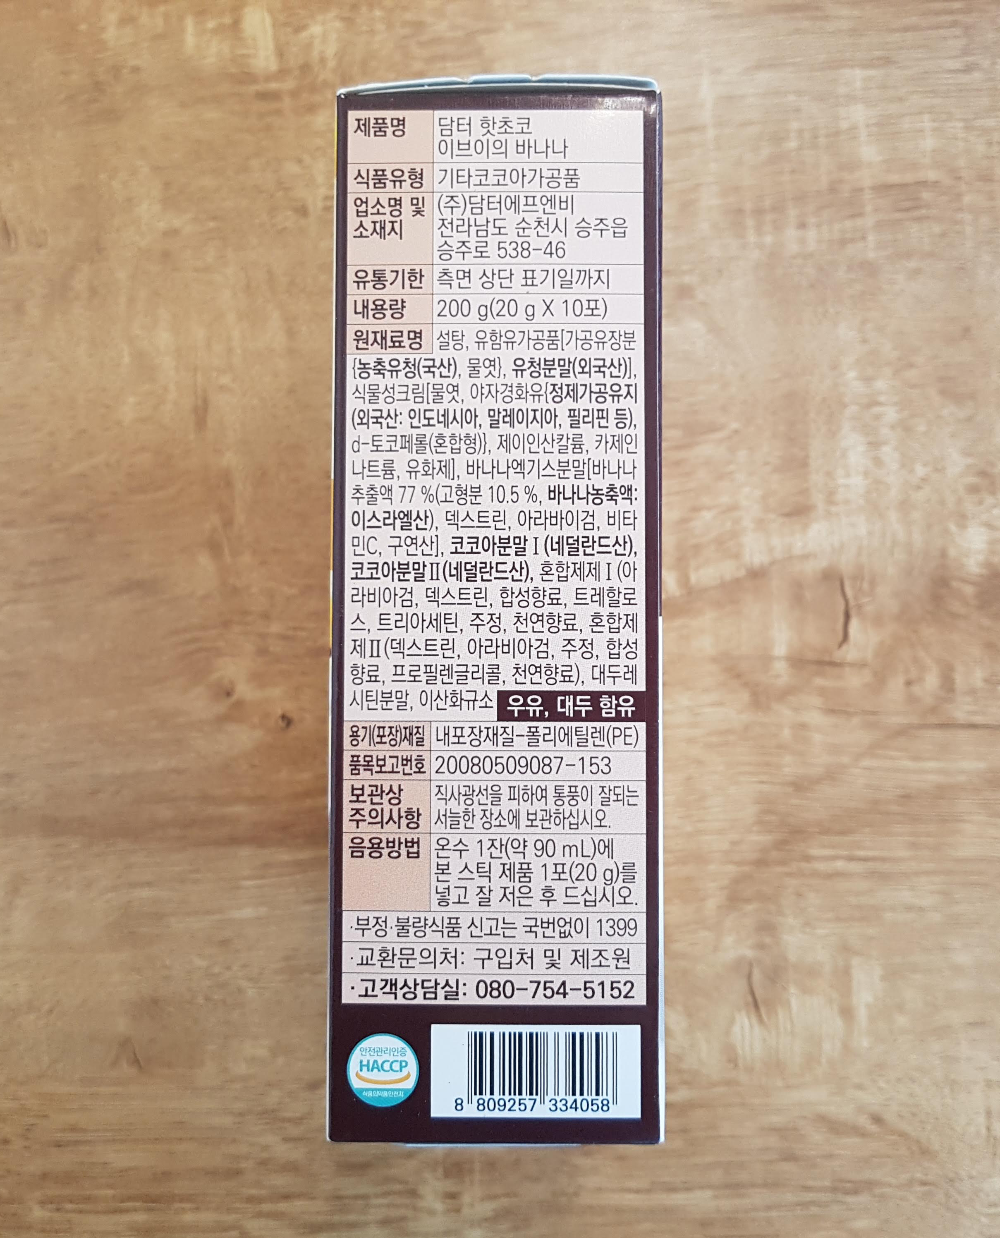 제품명 담터 핫초코
이브이의 바나나
식품유형 기타코코아가공품
업소명 및 (주)담터에프엔비
소재지 전라남도 순천시 승주읍
승주로 538-46
유통기한 측면 상단 표기일까지
내용량 200 g(20 g X 10포)
원재료명 설탕, 유함유가공품[가공유장분
{농축유청(국산), 물엿}, 유청분말(외국산)],
식물성크림[물엿, 야자경화유{정제가공유지
(외국산: 인도네시아, 말레이지아, 필리핀 등),
d-토코페롤(혼합형)}, 제이인산칼륨, 카제인
나트륨, 유화제], 바나나엑기스분말[바나나
추출액 77 %(고형분 10.5 %, 바나나농축액:
이스라엘산), 덱스트린, 아라바이검, 비타
민C, 구연산], 코코아분말Ⅰ(네덜란드산),
코코아분말Ⅱ(네덜란드산), 혼합제제Ⅰ(아
라비아검, 덱스트린, 합성향료, 트레할로
스, 트리아세틴, 주정, 천연향료, 혼합제
제Ⅱ(덱스트린, 아라비아검, 주정, 합성
향료, 프로필렌글리콜, 천연향료), 대두레
시틴분말, 이산화규소 우유, 대두 함유
용기(포장)재질 내포장재질-폴리에틸렌(PE)
품목보고번호 20080509087-153
보관상 직사광선을 피하여 통풍이 잘되는
주의사항 서늘한 장소에 보관하십시오.
음용방법 온수 1잔(약 90 mL)에
본 스틱 제품 1포(20 g)를
넣고 잘 저은 후 드십시오.
·부정·불량식품 신고는 국번없이 1399
·교환문의처: 구입처 및 제조원
·고객상담실: 080-754-5152
안전관리인증
HACCP
식품의약품안전처
8 809257 334058